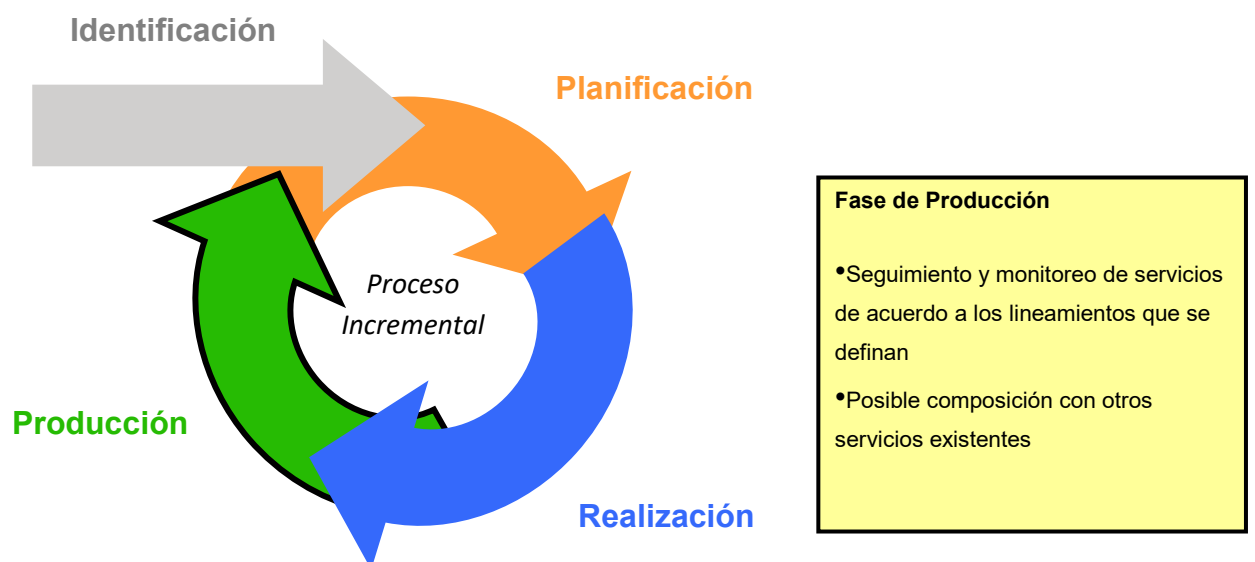 Identificación
Planificación
Proceso
Incremental
Producción
Realización
Fase de Producción
•Seguimiento y monitoreo de servicios
de acuerdo a los lineamientos que se
definan
•Posible composición con otros
servicios existentes